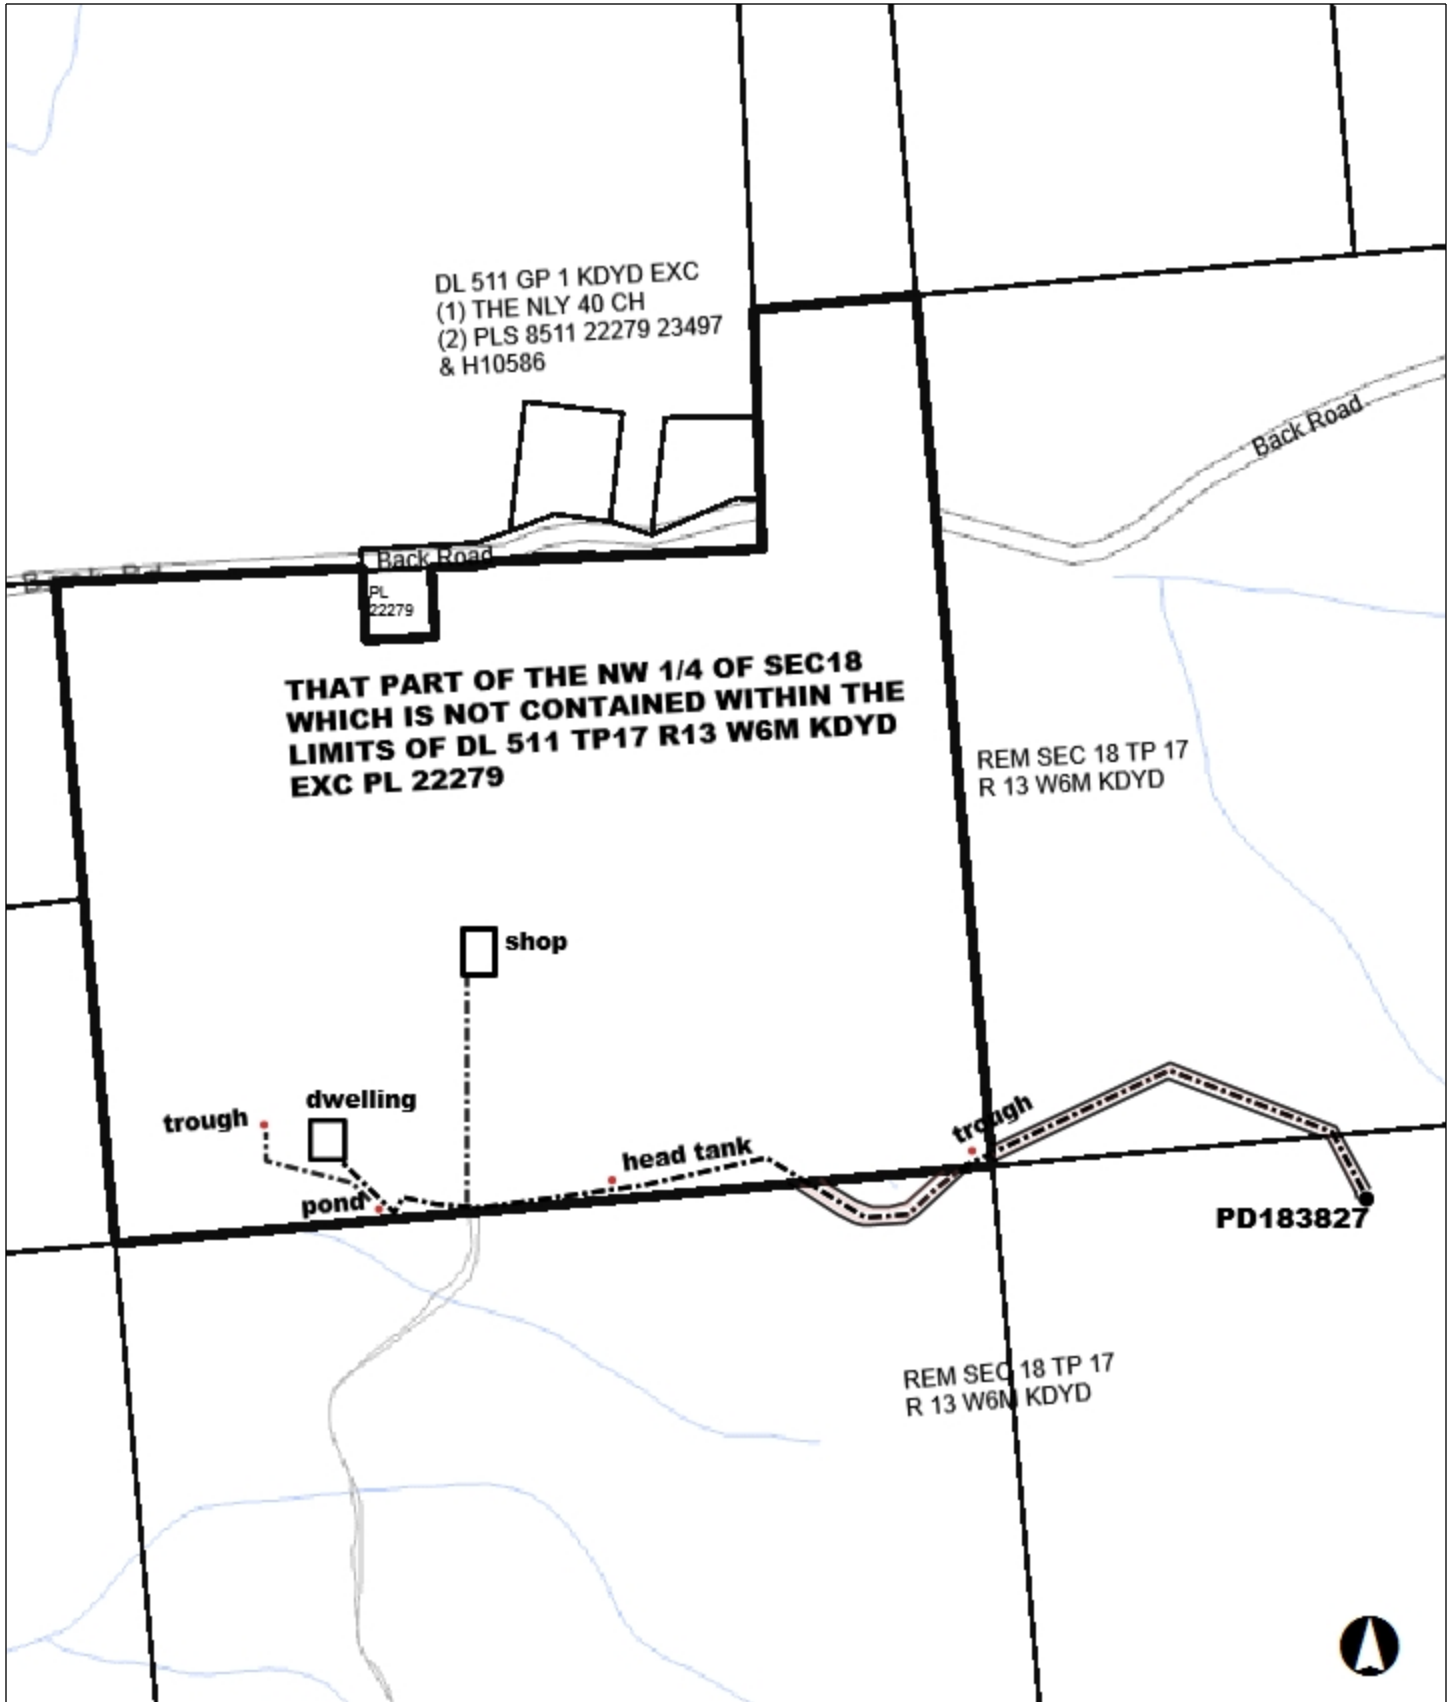 DL 511 GP 1 KDYD EXC
(1) THE NLY 40 CH
(2) PLS 8511 22279 23497
& H10586
Back Road
Back Road
Back Rd
PL
22279
THAT PART OF THE NW 1/4 OF SEC18
WHICH IS NOT CONTAINED WITHIN THE
LIMITS OF DL 511 TP17 R13 W6M KDYD
EXC PL 22279
REM SEC 18 TP 17
R 13 W6M KDYD
shop
dwelling
trough
trough
head tank
pond
PD183827
REM SEC 18 TP 17
R 13 W6M KDYD